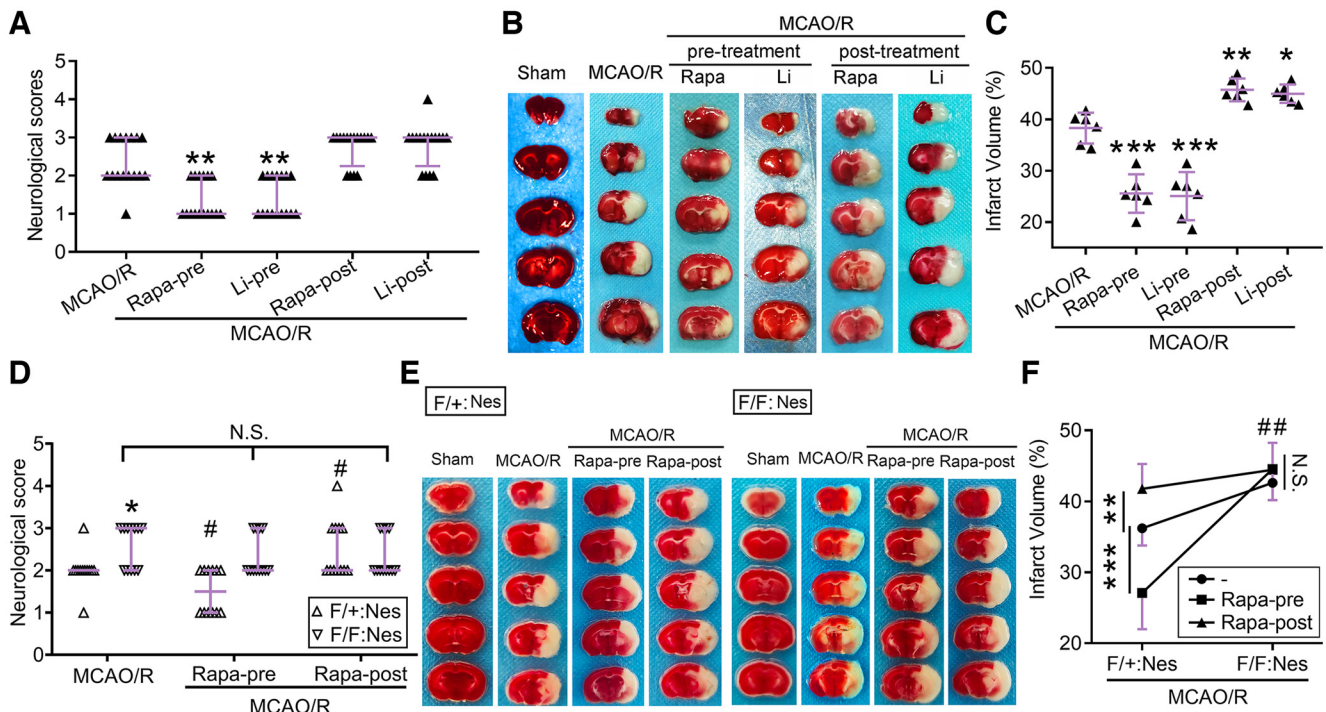 A
Neurological scores
5
4
3
2
1
0
** **
MCAO/R Rapa-pre Li-pre Rapa-post Li-post
MCAO/R
B
MCAO/R
pre-treatment post-treatment
Sham MCAO/R Rapa Li Rapa Li
C
Infarct Volume (%)
50
40
30
20
*** *** ** *
MCAO/R Rapa-pre Li-pre Rapa-post Li-post
MCAO/R
D
Neurological score
5
4
3
2
1
0
N.S.
* # #
F/+:Nes
F/F:Nes
MCAO/R Rapa-pre Rapa-post
MCAO/R
E
F/+:Nes F/F:Nes
MCAO/R MCAO/R
Sham MCAO/R Rapa-pre Rapa-post Sham MCAO/R Rapa-pre Rapa-post
F
Infarct Volume (%)
50
40
30
20
##
N.S.
**
***
-
Rapa-pre
Rapa-post
F/+:Nes F/F:Nes
MCAO/R